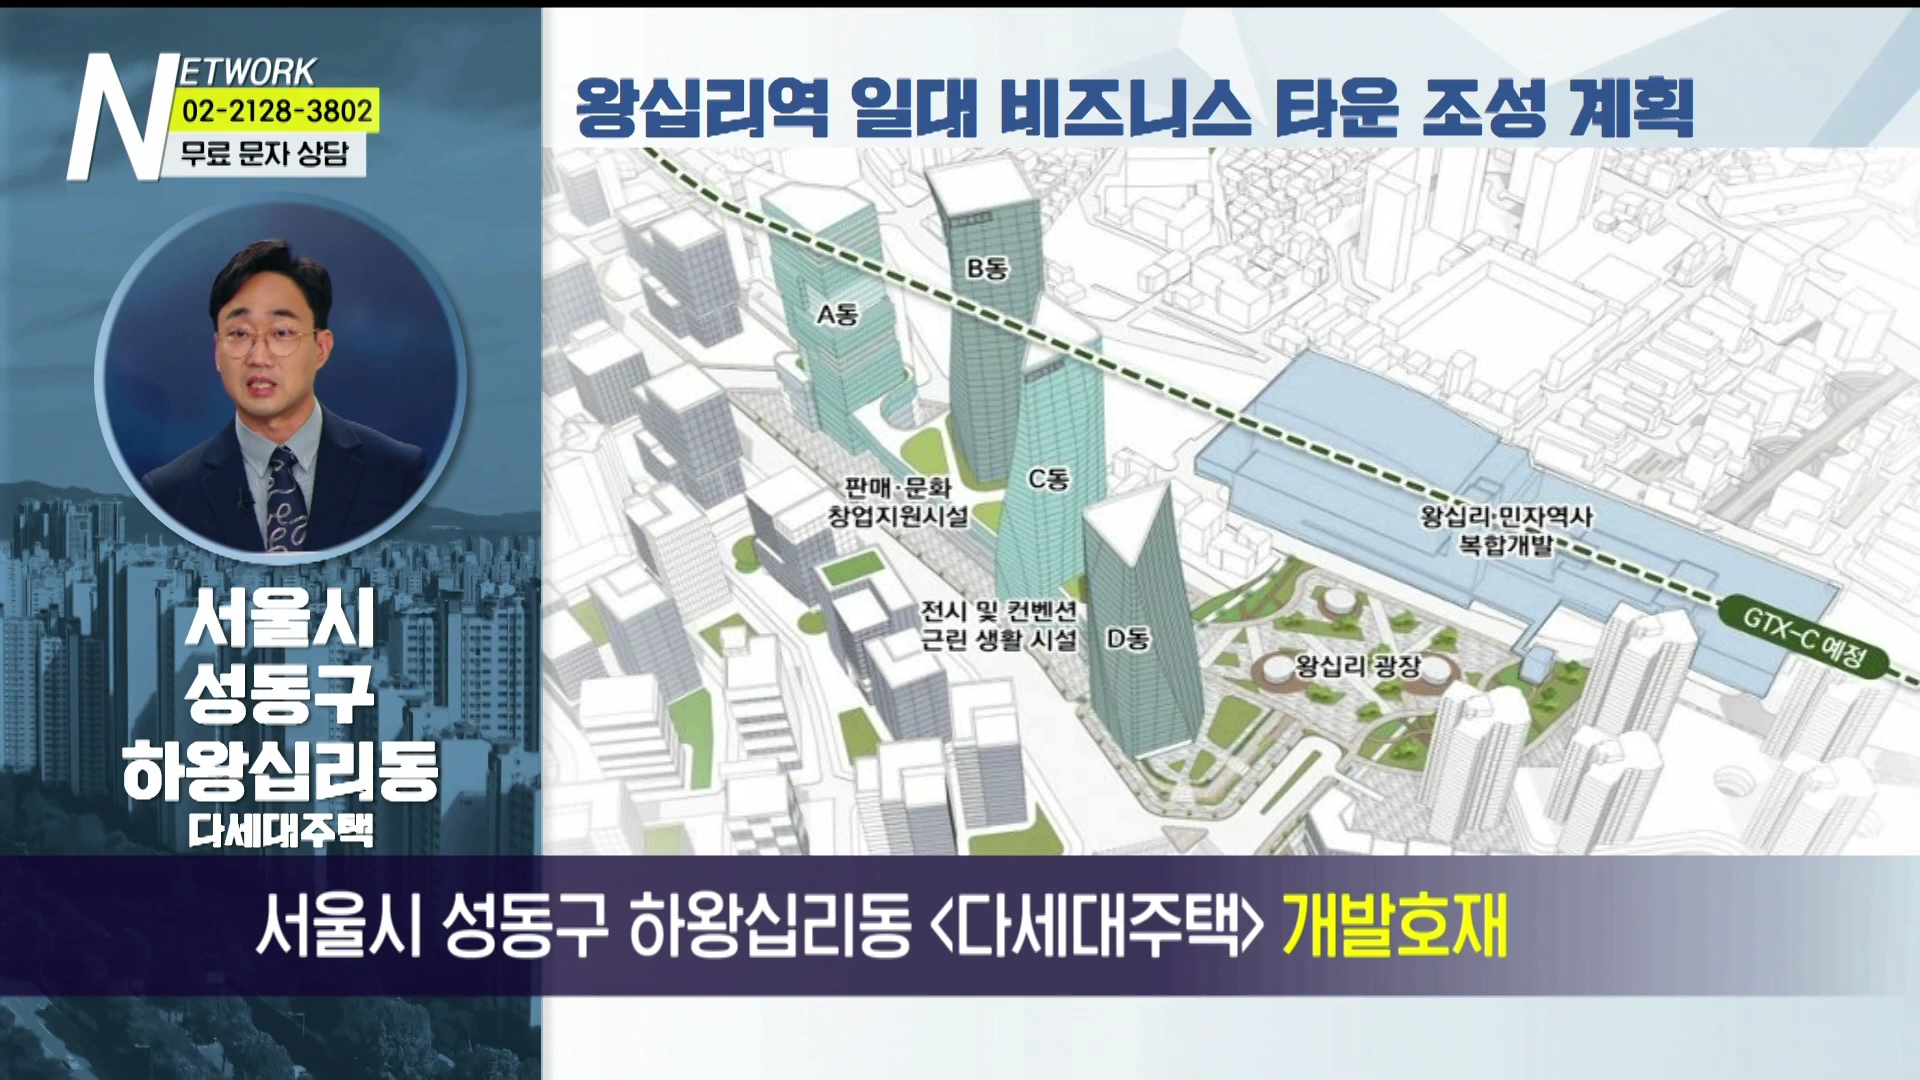 NETWORK
02-2128-3802
무료 문자 상담
왕십리역 일대 비즈니스 타운 조성 계획
B동
A동
C동
판매·문화
창업지원시설
왕십리·민자역사
복합개발
전시 및 컨벤션
근린 생활 시설
D동
왕십리 광장
GTX-C 예정
서울시
성동구
하왕십리동
다세대주택
서울시 성동구 하왕십리동 <다세대주택> 개발호재